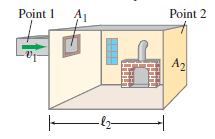 Point 1
A₁
Point 2
v₁
A₂
ℓ₂